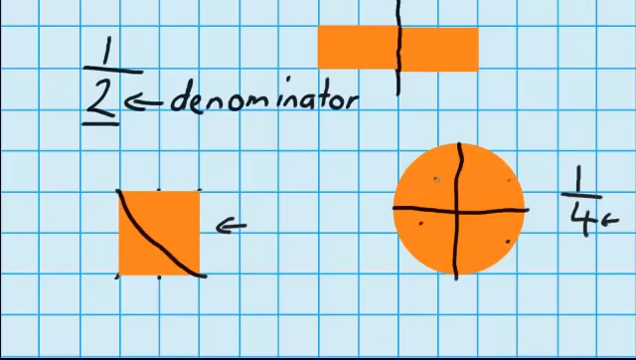 1
2 ← denominator
←
1
4 ←